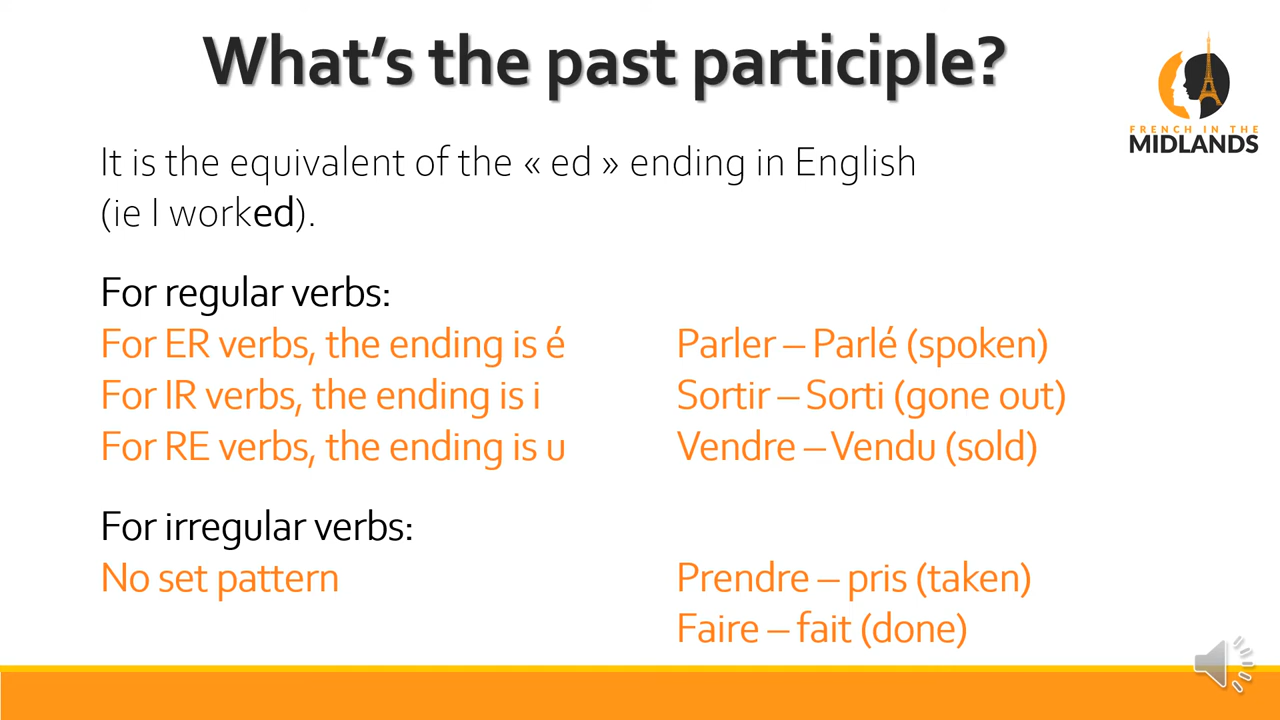 What's the past participle?
FRENCH IN THE
MIDLANDS
It is the equivalent of the « ed » ending in English
(ie I worked).
For regular verbs:
For ER verbs, the ending is é
Parler – Parlé (spoken)
For IR verbs, the ending is i
Sortir – Sorti (gone out)
For RE verbs, the ending is u
Vendre – Vendu (sold)
For irregular verbs:
No set pattern
Prendre – pris (taken)
Faire – fait (done)